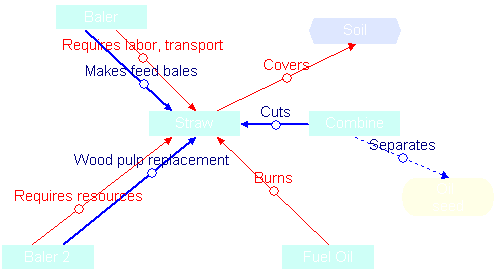 Baler
Soil
Requires labor, transport
Covers
Makes feed bales
Straw
Cuts
Combine
Separates
Wood pulp replacement
Requires resources
Burns
Baler 2
Fuel Oil